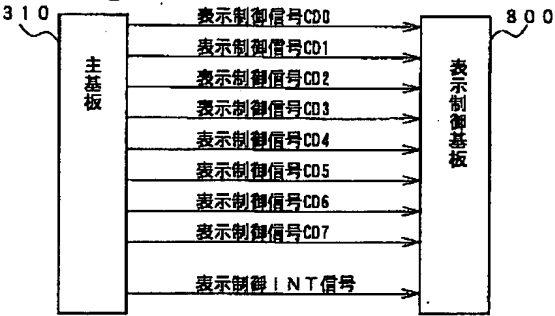 310
800
主基板
表示制御信号CD0
表示制御信号CD1
表示制御信号CD2
表示制御信号CD3
表示制御信号CD4
表示制御信号CD5
表示制御信号CD6
表示制御信号CD7
表示制御INT信号
表示制御基板